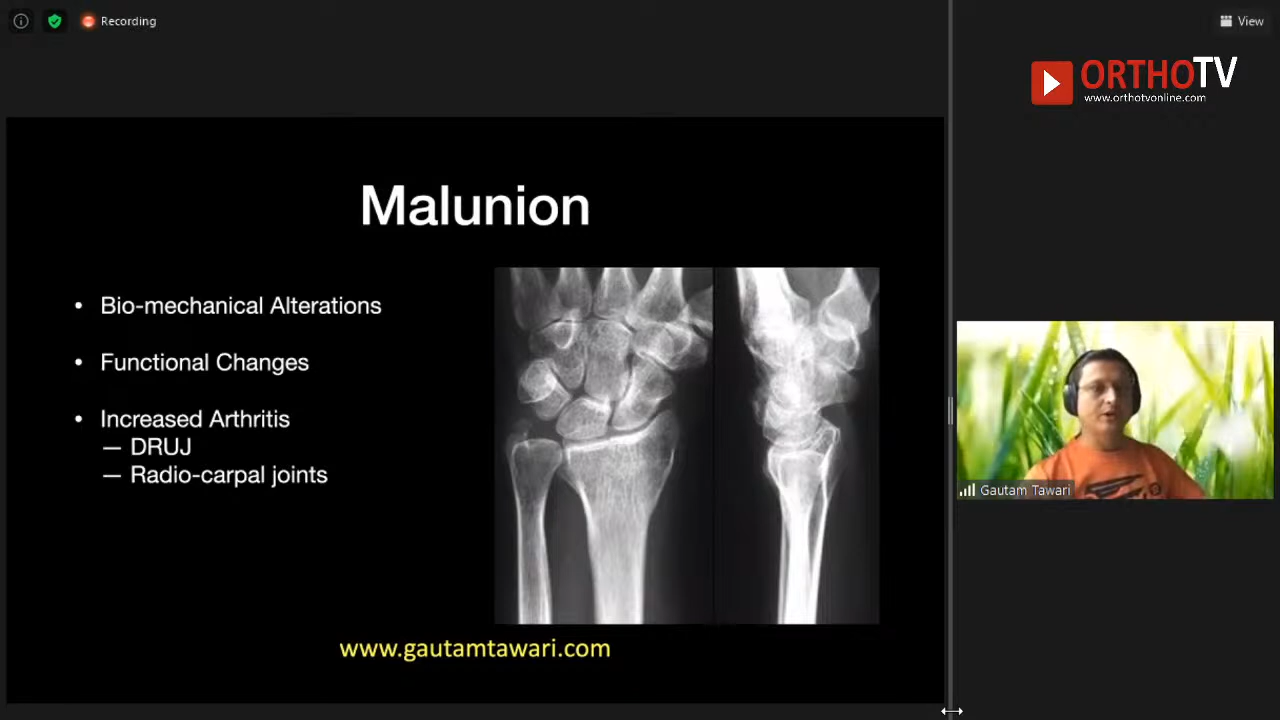 Recording
View
ORTHOTV
www.orthotvonline.com
Malunion
• Bio-mechanical Alterations
• Functional Changes
• Increased Arthritis
— DRUJ
— Radio-carpal joints
www.gautamtawari.com
Gautam Tawari